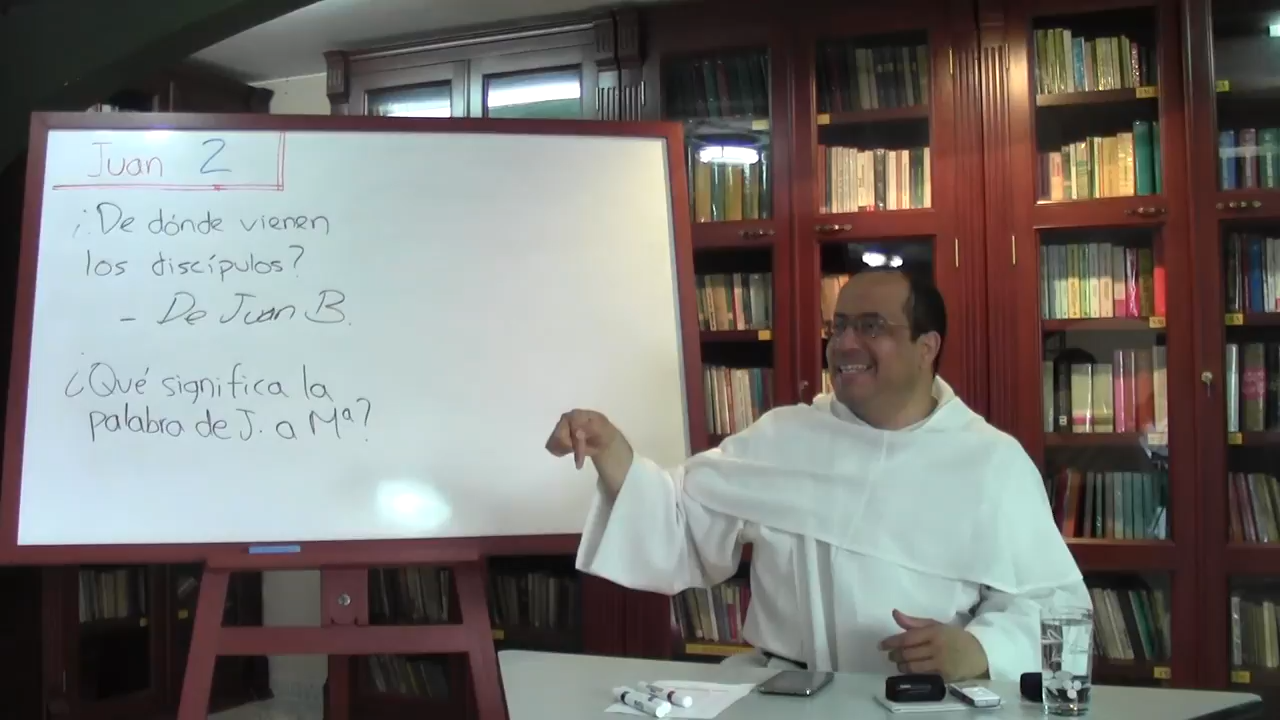 Juan 2
¿De dónde vienen
los discípulos?
- De Juan B.
¿Qué significa la
palabra de J. a Mª?